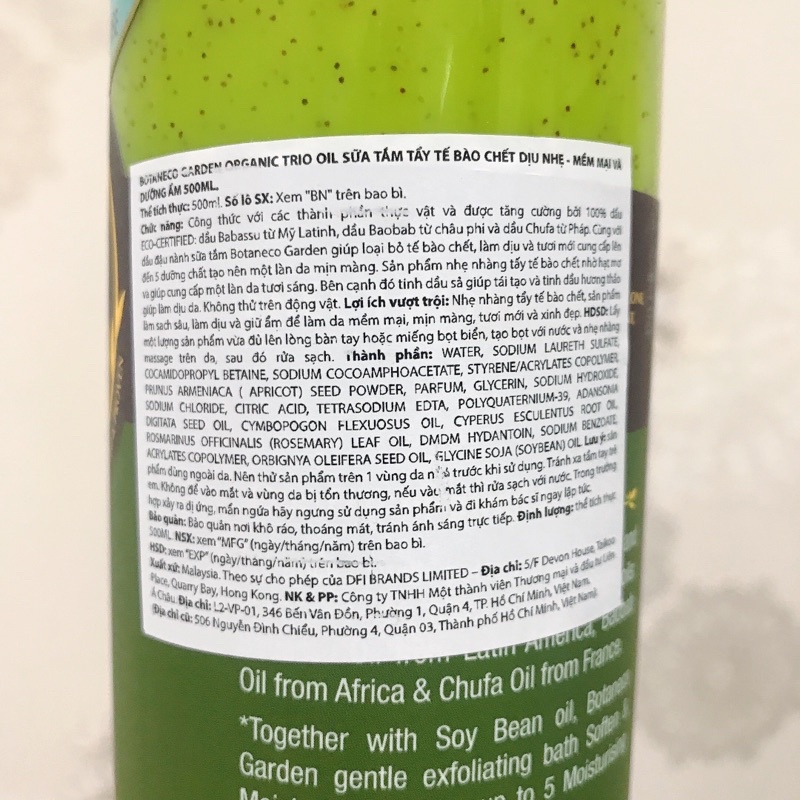 BOTANECO GARDEN ORGANIC TRIO OIL SỮA TẮM TẨY TẾ BÀO CHẾT DỊU NHẸ - MỀM MẠI VÀ
DƯỠNG ẨM 500ML.
Thể tích thực: 500ml. Số lô SX: Xem "BN" trên bao bì.
Chức năng: Công thức với các thành phần thực vật và được tăng cường bởi 100% dầu
ECO-CERTIFIED: dầu Babassu từ Mỹ Latinh, dầu Baobab từ châu phi và dầu Chufa từ Pháp. Cùng với
dầu đậu nành sữa tắm Botaneco Garden giúp loại bỏ tế bào chết, làm dịu và tươi mới cung cấp lên
đến 5 dưỡng chất tạo nên một làn da mịn màng. Sản phẩm nhẹ nhàng tẩy tế bào chết nhờ hạt mơ
và giúp cung cấp một làn da tươi sáng. Bên cạnh đó tinh dầu sả giúp tái tạo và tinh dầu hương thảo
giúp làm dịu da. Không thử trên động vật. Lợi ích vượt trội: Nhẹ nhàng tẩy tế bào chết, sản phẩm
làm sạch sâu, làm dịu và giữ ẩm để làm da mềm mại, mịn màng, tươi mới và xinh đẹp. HDSD: Lấy
một lượng sản phẩm vừa đủ lên lòng bàn tay hoặc miếng bọt biển, tạo bọt với nước và nhẹ nhàng
massage trên da, sau đó rửa sạch. Thành phần: WATER, SODIUM LAURETH SULFATE,
COCAMIDOPROPYL BETAINE, SODIUM COCOAMPHOACETATE, STYRENE/ACRYLATES COPOLYMER,
PRUNUS ARMENIACA ( APRICOT) SEED POWDER, PARFUM, GLYCERIN, SODIUM HYDROXIDE,
SODIUM CHLORIDE, CITRIC ACID, TETRASODIUM EDTA, POLYQUATERNIUM-39, ADANSONIA
DIGITATA SEED OIL, CYMBOPOGON FLEXUOSUS OIL, CYPERUS ESCULENTUS ROOT OIL,
ROSMARINUS OFFICINALIS (ROSEMARY) LEAF OIL, DMDM HYDANTOIN, SODIUM BENZOATE,
ACRYLATES COPOLYMER, ORBIGNYA OLEIFERA SEED OIL, GLYCINE SOJA (SOYBEAN) OIL. Lưu ý: sản
phẩm dùng ngoài da. Nên thử sản phẩm trên 1 vùng da trước khi sử dụng. Tránh xa tầm tay trẻ
em. Không để vào mắt và vùng da bị tổn thương, nếu vào mắt thì rửa sạch với nước. Trong trường
hợp xảy ra dị ứng, mẩn ngứa hãy ngưng sử dụng sản phẩm và đi khám bác sĩ ngay lập tức.
Bảo quản: Bảo quản nơi khô ráo, thoáng mát, tránh ánh sáng trực tiếp. Định lượng: thể tích thực
500ML. NSX: xem "MFG" (ngày/tháng/năm) trên bao bì.
HSD: xem "EXP" (ngày/tháng/năm) trên bao bì.
Xuất xứ: Malaysia. Theo sự cho phép của DFI BRANDS LIMITED – Địa chỉ: 5/F Devon House, Taikoo
Place, Quarry Bay, Hong Kong. NK & PP: Công ty TNHH Một thành viên Thương mại và đầu tư Liên
Á Châu. Địa chỉ: L2-VP-01, 346 Bến Vân Đồn, Phường 1, Quận 4, TP. Hồ Chí Minh, Việt Nam.
Địa chỉ cũ: 506 Nguyễn Đình Chiểu, Phường 4, Quận 03, Thành phố Hồ Chí Minh, Việt Nam).
from Latin America,
Oil from Africa & Chufa Oil from France
*Together with Soy Bean oil, Botaneco
Garden gentle exfoliating bath Soften &
up to 5 Moisturising